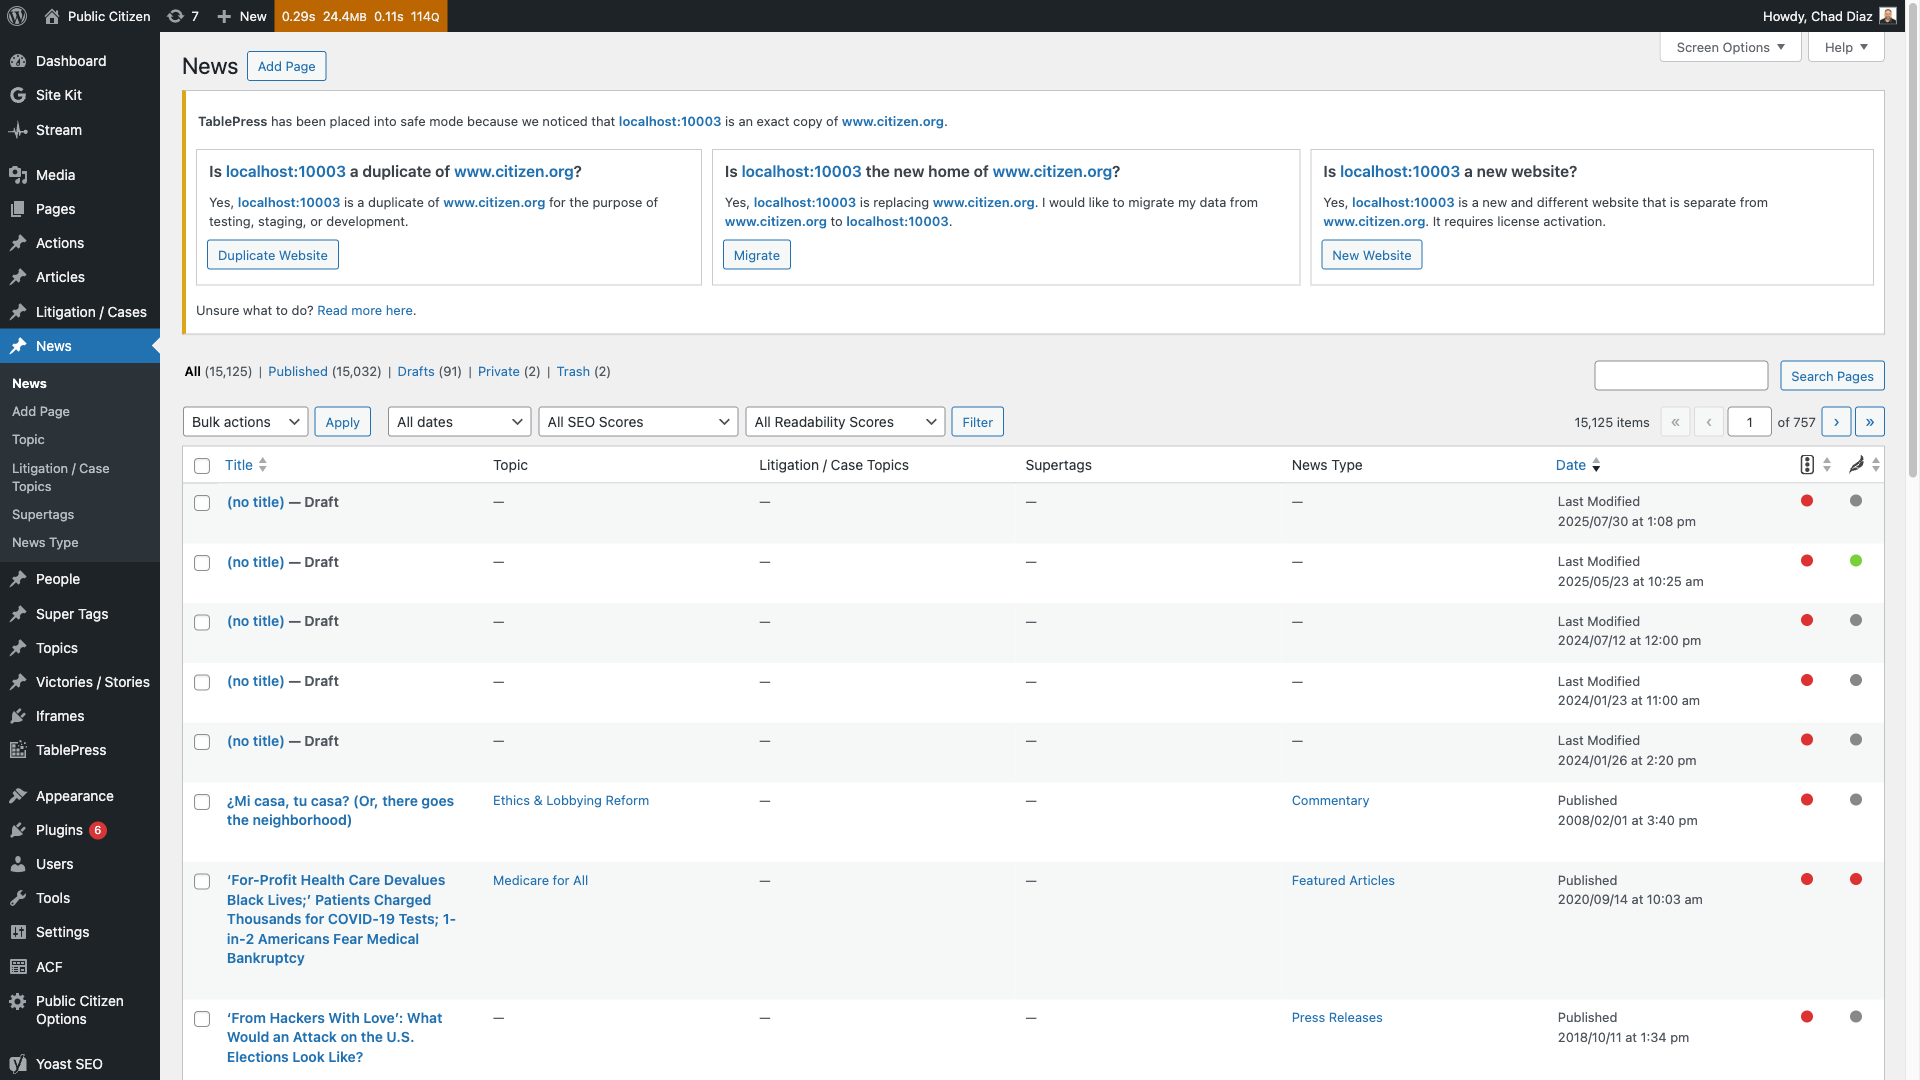 Public Citizen
7
New
0.29s 24.4MB 0.11s 114Q
Howdy, Chad Diaz
Dashboard
Site Kit
Stream
Media
Pages
Actions
Articles
Litigation / Cases
News
News
Add Page
Topic
Litigation / Case
Topics
Supertags
News Type
People
Super Tags
Topics
Victories / Stories
Iframes
TablePress
Appearance
Plugins 6
Users
Tools
Settings
ACF
Public Citizen
Options
Yoast SEO
Screen Options
Help
News
Add Page
TablePress has been placed into safe mode because we noticed that localhost:10003 is an exact copy of www.citizen.org.
Is localhost:10003 a duplicate of www.citizen.org?
Yes, localhost:10003 is a duplicate of www.citizen.org for the purpose of
testing, staging, or development.
Duplicate Website
Is localhost:10003 the new home of www.citizen.org?
Yes, localhost:10003 is replacing www.citizen.org. I would like to migrate my data from
www.citizen.org to localhost:10003.
Migrate
Is localhost:10003 a new website?
Yes, localhost:10003 is a new and different website that is separate from
www.citizen.org. It requires license activation.
New Website
Unsure what to do? Read more here.
All (15,125) | Published (15,032) | Drafts (91) | Private (2) | Trash (2)
Search Pages
Bulk actions
Apply
All dates
All SEO Scores
All Readability Scores
Filter
15,125 items « ‹ 1 of 757 › »
Title Topic Litigation / Case Topics Supertags News Type Date
(no title) — Draft — — — — Last Modified
2025/07/30 at 1:08 pm
(no title) — Draft — — — — Last Modified
2025/05/23 at 10:25 am
(no title) — Draft — — — — Last Modified
2024/07/12 at 12:00 pm
(no title) — Draft — — — — Last Modified
2024/01/23 at 11:00 am
(no title) — Draft — — — — Last Modified
2024/01/26 at 2:20 pm
¿Mi casa, tu casa? (Or, there goes
the neighborhood)
Ethics & Lobbying Reform — — Commentary Published
2008/02/01 at 3:40 pm
‘For-Profit Health Care Devalues
Black Lives;’ Patients Charged
Thousands for COVID-19 Tests; 1-
in-2 Americans Fear Medical
Bankruptcy
Medicare for All — — Featured Articles Published
2020/09/14 at 10:03 am
‘From Hackers With Love’: What
Would an Attack on the U.S.
Elections Look Like?
— — — Press Releases Published
2018/10/11 at 1:34 pm